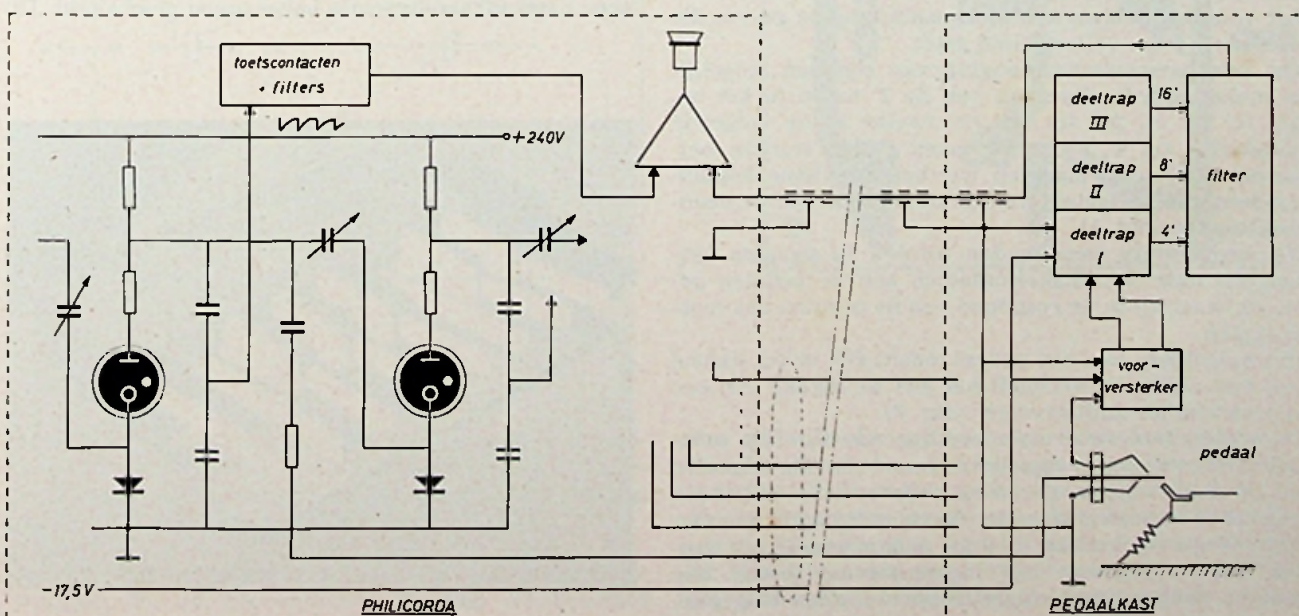 toetscontacten
+ filters
+240V
-17,5V
PHILICORDA
deeltrap
III
16'
deeltrap
II
8'
deeltrap
I
4'
filter
voor-
versterker
pedaal
PEDAALKAST